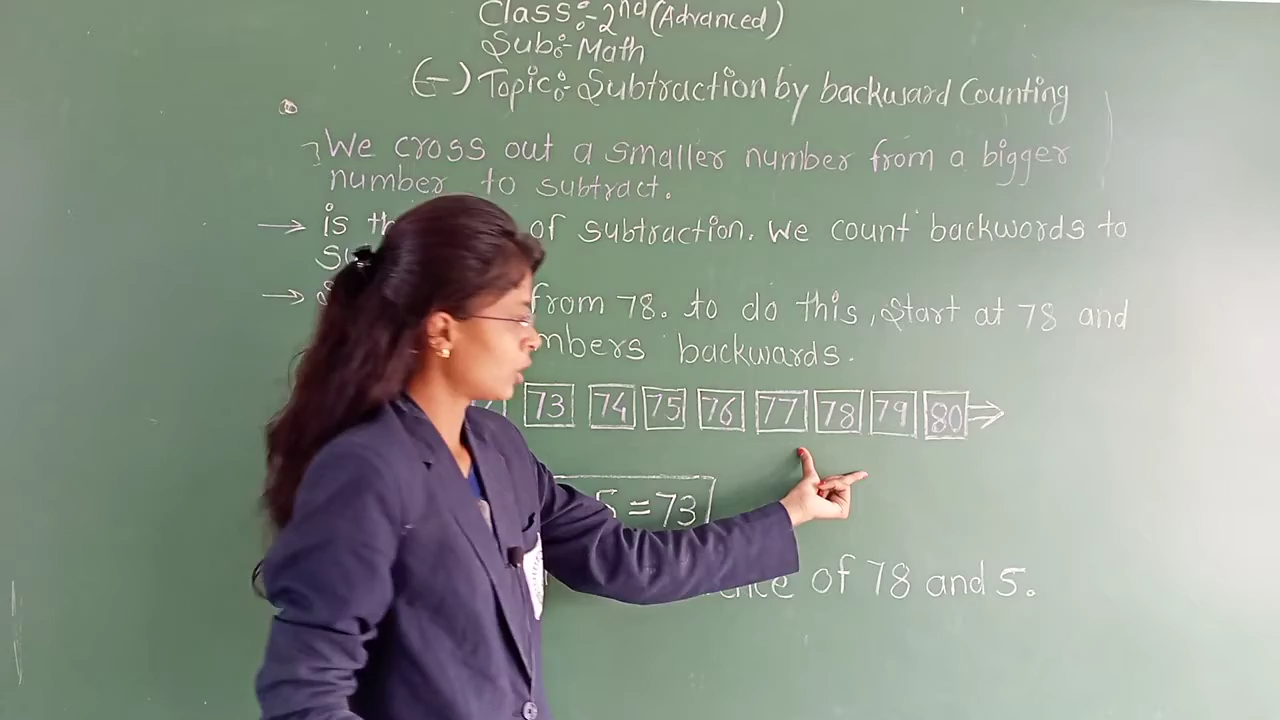 Class:-2nd (Advanced)
Sub:- Math
(-) Topic:- Subtraction by backward Counting
We cross out a smaller number from a bigger
number to subtract.
→ is of subtraction. We count backwords to
→ from 78. to do this, start at 78 and
backwards.
73 74 75 76 77 78 79 80 ⇒
5 = 73
of 78 and 5.